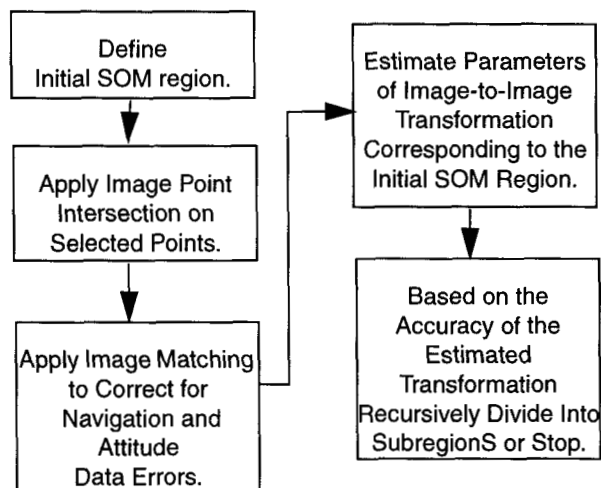 Define
Initial SOM region.
Apply Image Point
Intersection on
Selected Points.
Apply Image Matching
to Correct for
Navigation and
Attitude
Data Errors.
Estimate Parameters
of Image-to-Image
Transformation
Corresponding to the
Initial SOM Region.
Based on the
Accuracy of the
Estimated
Transformation
Recursively Divide Into
SubregionS or Stop.